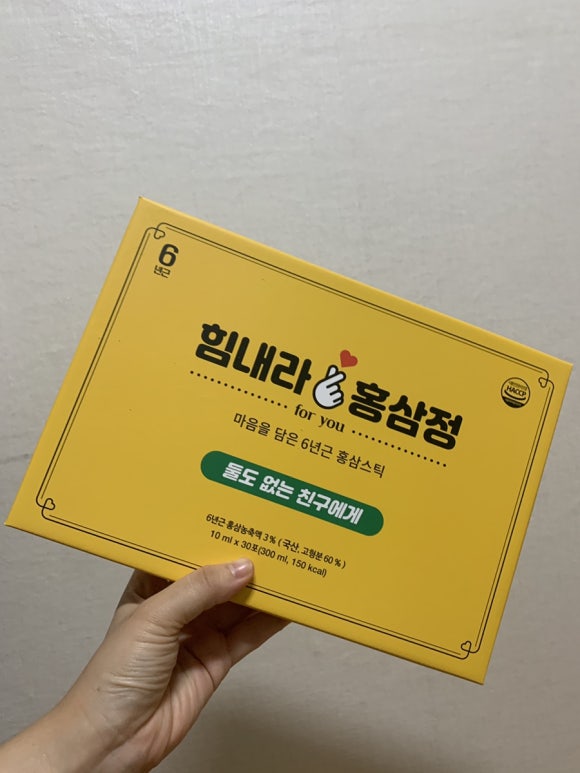 6
년근
힘내라 홍삼정
for you
마음을 담은 6년근 홍삼스틱
둘도 없는 친구에게
6년근 홍삼농축액 3% ( 국산, 고형분 60% )
10 ml x 30포(300 ml, 150 kcal)
HACCP